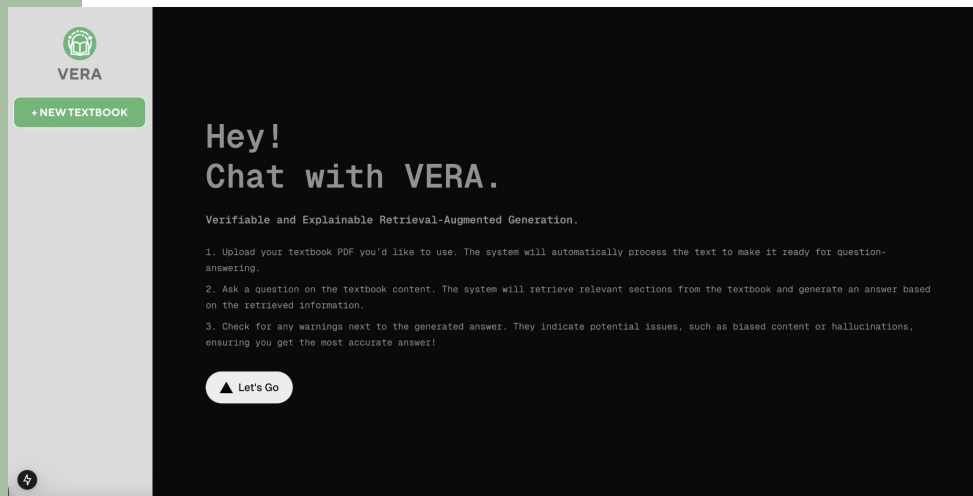 VERA
+ NEW TEXTBOOK
Hey!
Chat with VERA.
Verifiable and Explainable Retrieval-Augmented Generation.
1. Upload your textbook PDF you'd like to use. The system will automatically process the text to make it ready for question-
answering.
2. Ask a question on the textbook content. The system will retrieve relevant sections from the textbook and generate an answer based
on the retrieved information.
3. Check for any warnings next to the generated answer. They indicate potential issues, such as biased content or hallucinations,
ensuring you get the most accurate answer!
Let's Go